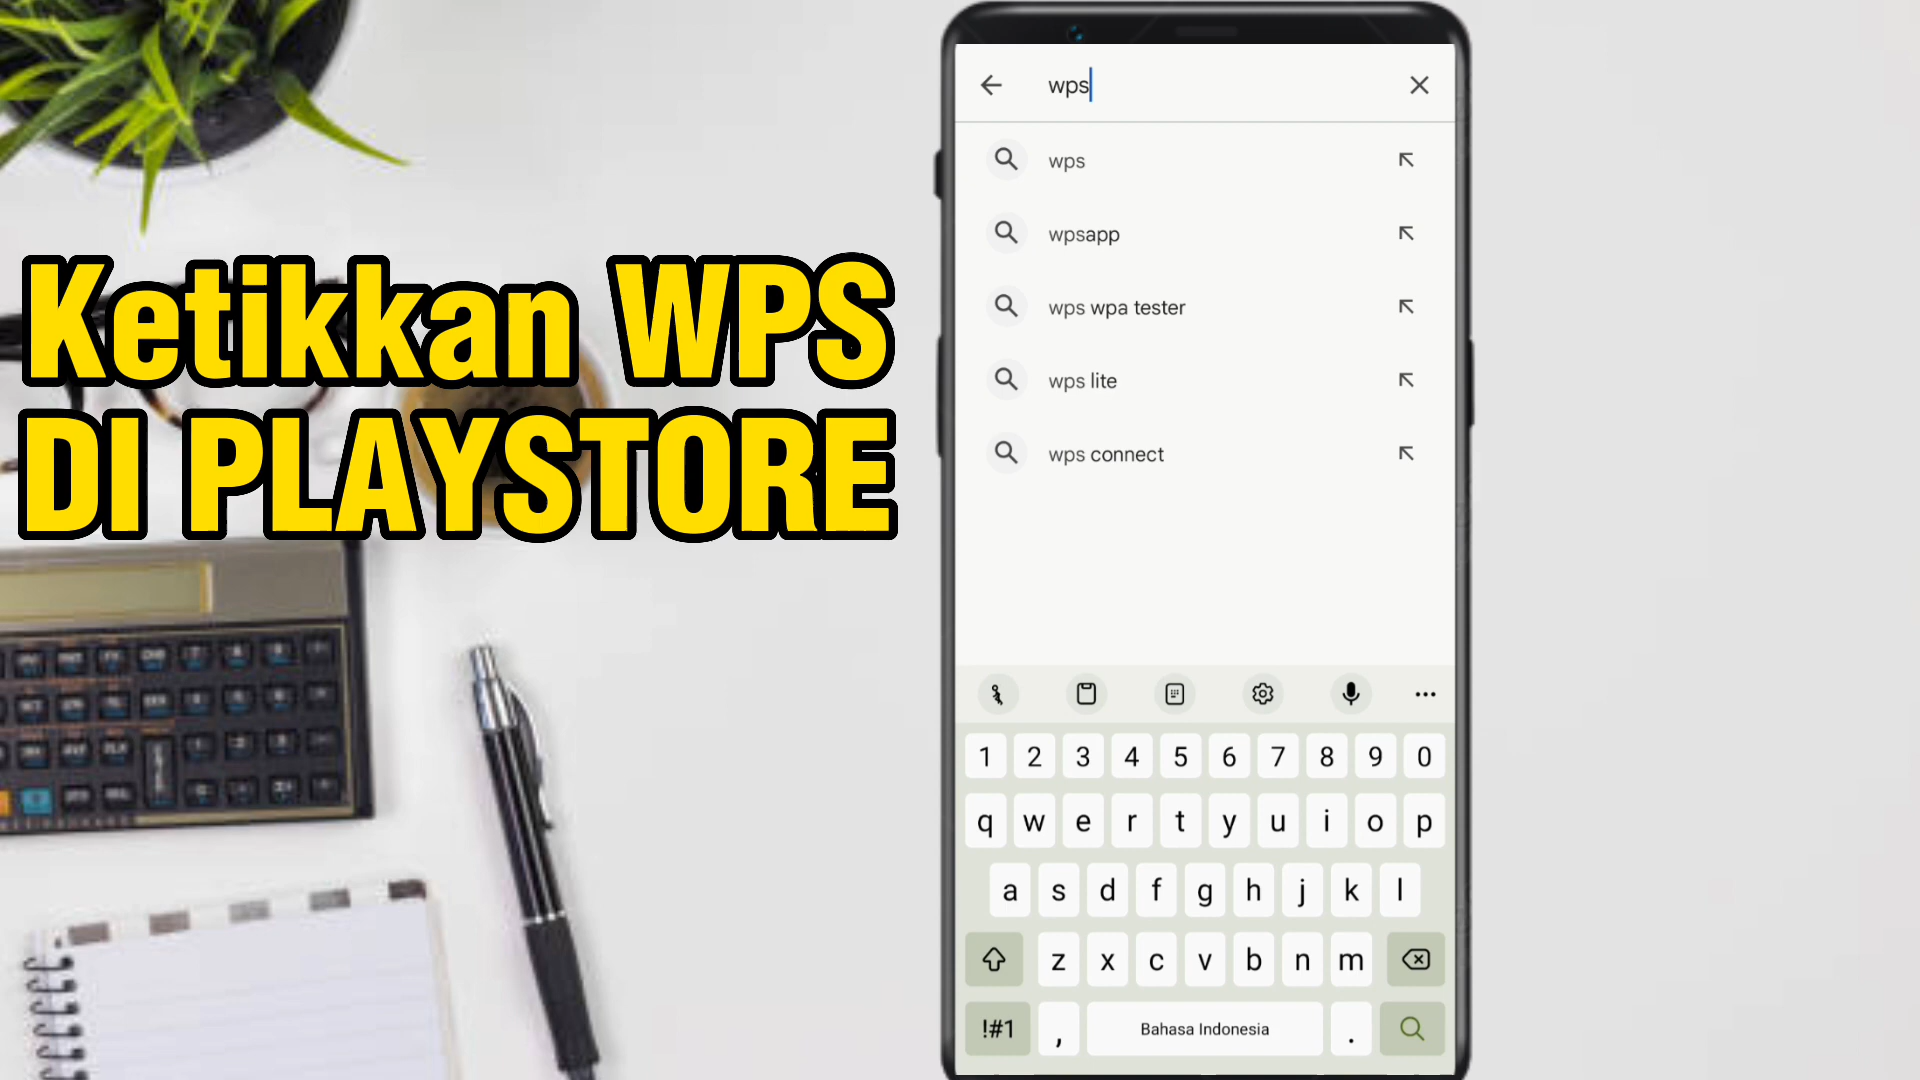 Ketikkan WPS
DI PLAYSTORE
wps
wps
wpsapp
wps wpa tester
wps lite
wps connect
1 2 3 4 5 6 7 8 9 0
q w e r t y u i o p
a s d f g h j k l
z x c v b n m
!#1 , Bahasa Indonesia .